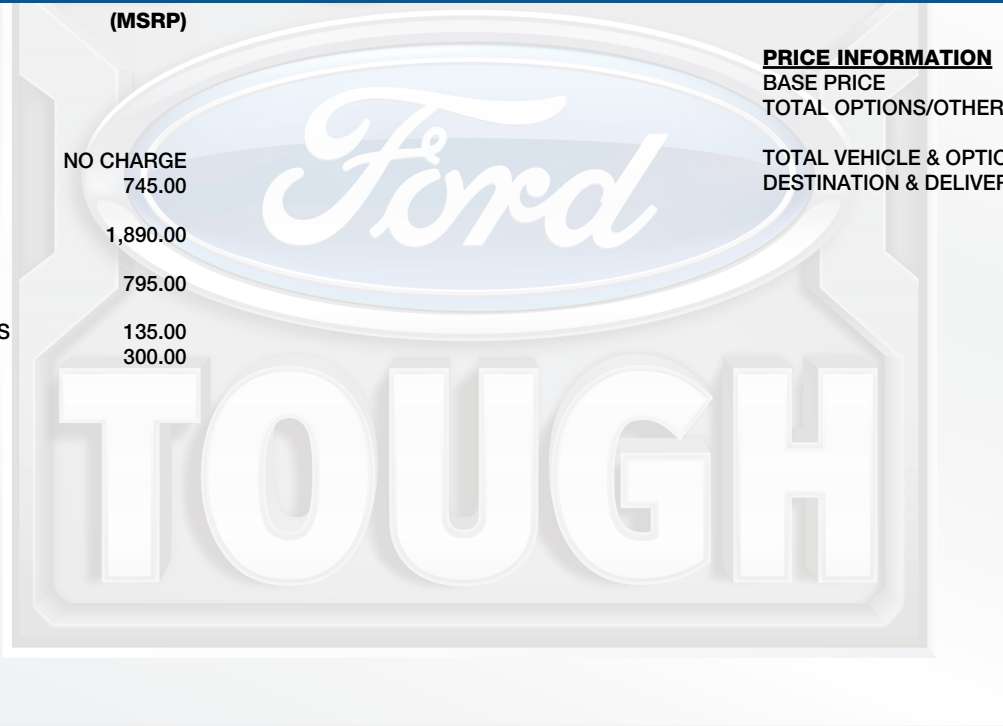 (MSRP)
NO CHARGE
745.00
1,890.00
795.00
S 135.00
300.00
PRICE INFORMATION
BASE PRICE
TOTAL OPTIONS/OTHER
TOTAL VEHICLE & OPTIO
DESTINATION & DELIVER
Ford
TOUGH